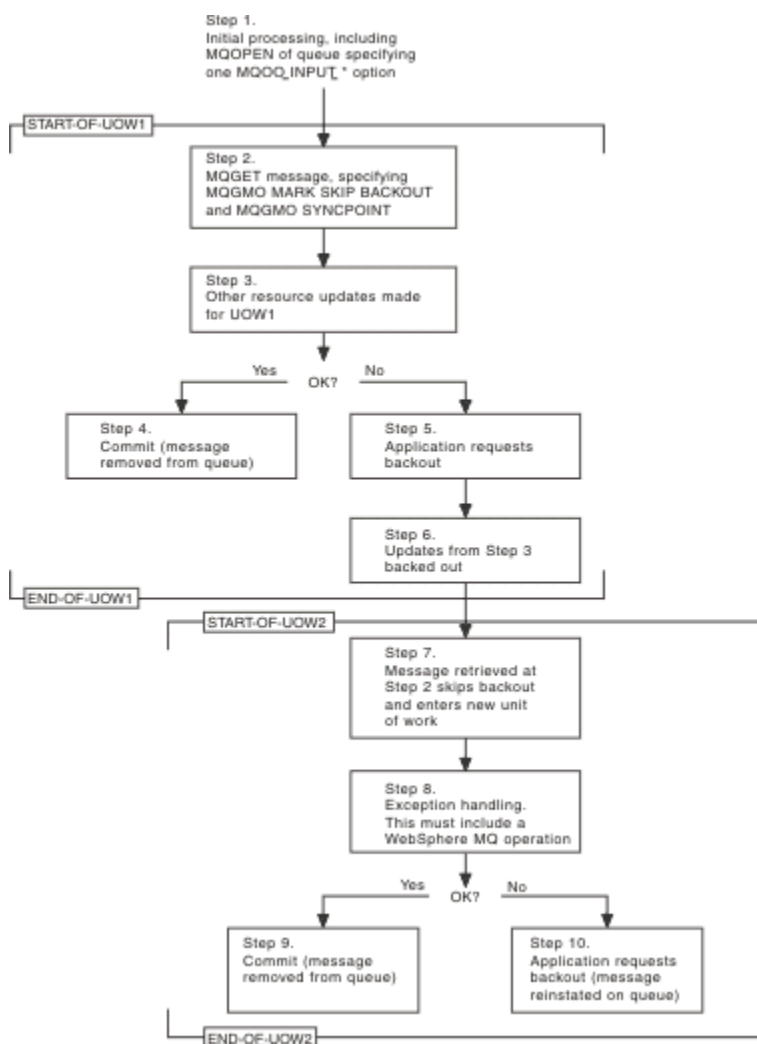 Step 1.
Initial processing, including
MQOPEN of queue specifying
one MQOO_INPUT_* option
START-OF-UOW1
Step 2.
MQGET message, specifying
MQGMO MARK SKIP BACKOUT
and MQGMO SYNCPOINT
Step 3.
Other resource updates made
for UOW1
Yes
OK?
No
Step 4.
Commit (message
removed from queue)
Step 5.
Application requests
backout
Step 6.
Updates from Step 3
backed out
END-OF-UOW1
START-OF-UOW2
Step 7.
Message retrieved at
Step 2 skips backout
and enters new unit
of work
Step 8.
Exception handling.
This must include a
WebSphere MQ operation
Yes
OK?
No
Step 9.
Commit (message
removed from queue)
Step 10.
Application requests
backout (message
reinstated on queue)
END-OF-UOW2